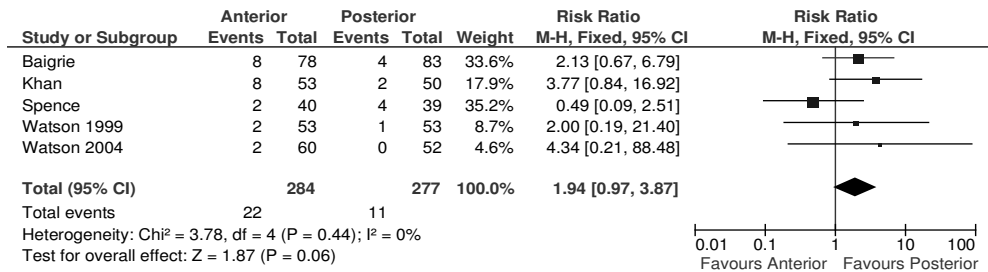 Anterior Posterior Risk Ratio Risk Ratio
Study or Subgroup Events Total Events Total Weight M-H, Fixed, 95% CI M-H, Fixed, 95% CI
Baigrie 8 78 4 83 33.6% 2.13 [0.67, 6.79]
Khan 8 53 2 50 17.9% 3.77 [0.84, 16.92]
Spence 2 40 4 39 35.2% 0.49 [0.09, 2.51]
Watson 1999 2 53 1 53 8.7% 2.00 [0.19, 21.40]
Watson 2004 2 60 0 52 4.6% 4.34 [0.21, 88.48]
Total (95% CI) 284 277 100.0% 1.94 [0.97, 3.87]
Total events 22 11
Heterogeneity: Chi² = 3.78, df = 4 (P = 0.44); I² = 0%
Test for overall effect: Z = 1.87 (P = 0.06)
0.01 0.1 1 10 100
Favours Anterior Favours Posterior